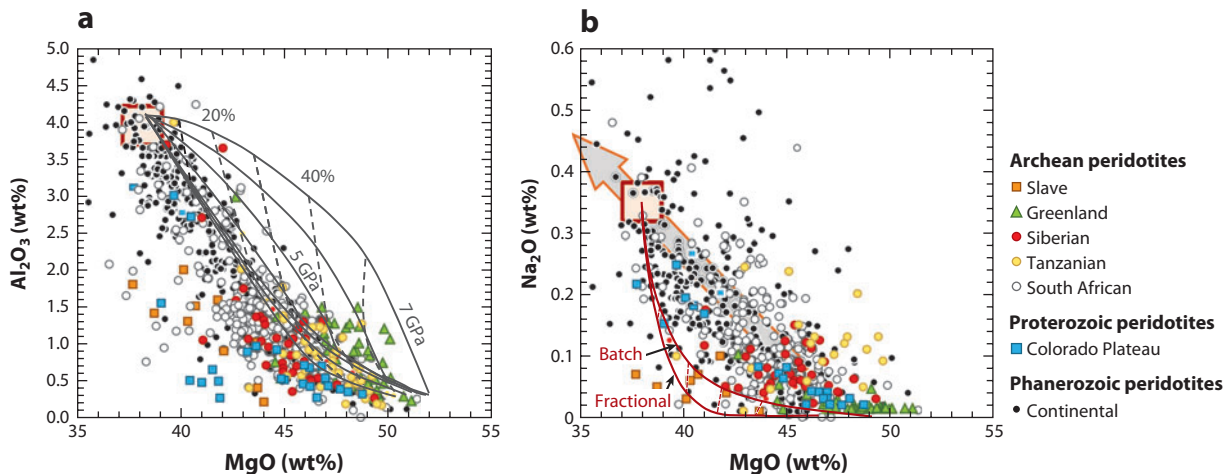 a
Al2O3 (wt%)
5.0
4.5
4.0
3.5
3.0
2.5
2.0
1.5
1.0
0.5
0.0
20%
40%
5 GPa
7 GPa
35
40
45
50
55
MgO (wt%)
b
Na2O (wt%)
0.6
0.4
0.3
0.2
0.1
0
Batch
Fractional
35
40
45
50
55
MgO (wt%)
Archean peridotites
Slave
Greenland
Siberian
Tanzanian
South African
Proterozoic peridotites
Colorado Plateau
Phanerozoic peridotites
Continental